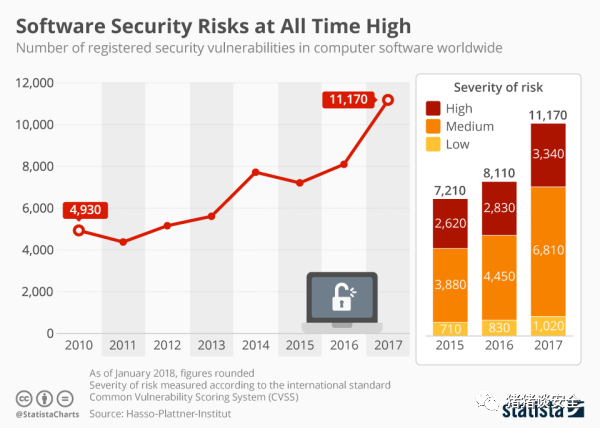 Software Security Risks at All Time High
Number of registered security vulnerabilities in computer software worldwide
12,000
10,000
8,000
6,000
4,000
2,000
0
4,930
11,170
2010 2011 2012 2013 2014 2015 2016 2017
Severity of risk
High
Medium
Low
7,210
8,110
11,170
2,620
2,830
3,340
3,880
4,450
6,810
710
830
1,020
2015 2016 2017
As of January 2018, figures rounded
Severity of risk measured according to the international standard
Common Vulnerability Scoring System (CVSS)
@StatistaCharts Source: Hasso-Plattner-Institut
猪猪谈安全
statista